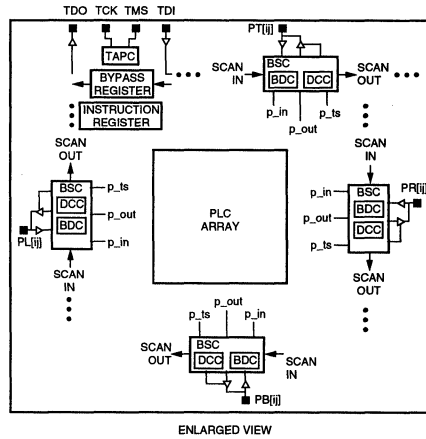 TDO TCK TMS TDI
TAPC
BYPASS
REGISTER
INSTRUCTION
REGISTER
SCAN
IN
PT[ij]
BSC
BDC DCC
SCAN
OUT
p_in
p_out
p_ts
SCAN
OUT
BSC
DCC
BDC
p_ts
p_out
p_in
PL[ij]
SCAN
IN
PLC
ARRAY
SCAN
IN
p_in
p_out
p_ts
BSC
BDC
DCC
PR[ij]
SCAN
OUT
p_out
p_ts
p_in
SCAN
OUT
BSC
DCC BDC
SCAN
IN
PB[ij]
ENLARGED VIEW